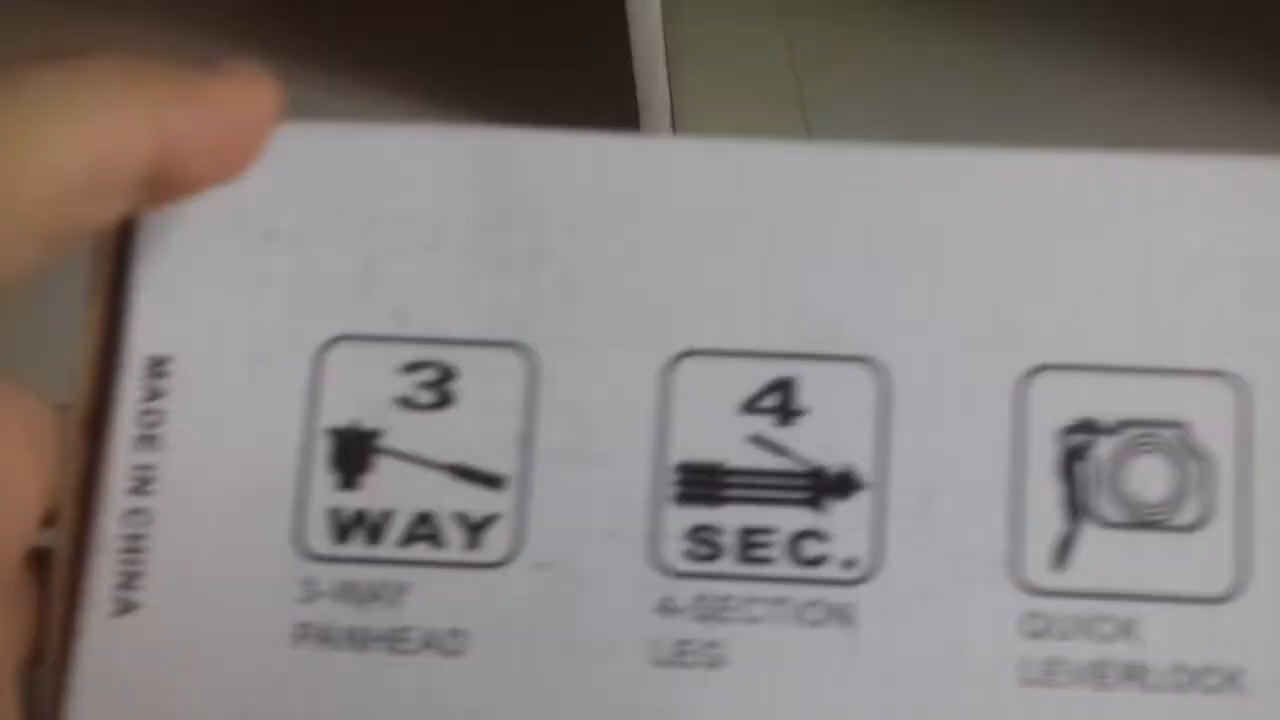 MADE IN CHINA
3
WAY
3-WAY
PANHEAD
4
SEC.
4-SECTION
LEG
QUICK
LEVERLOCK